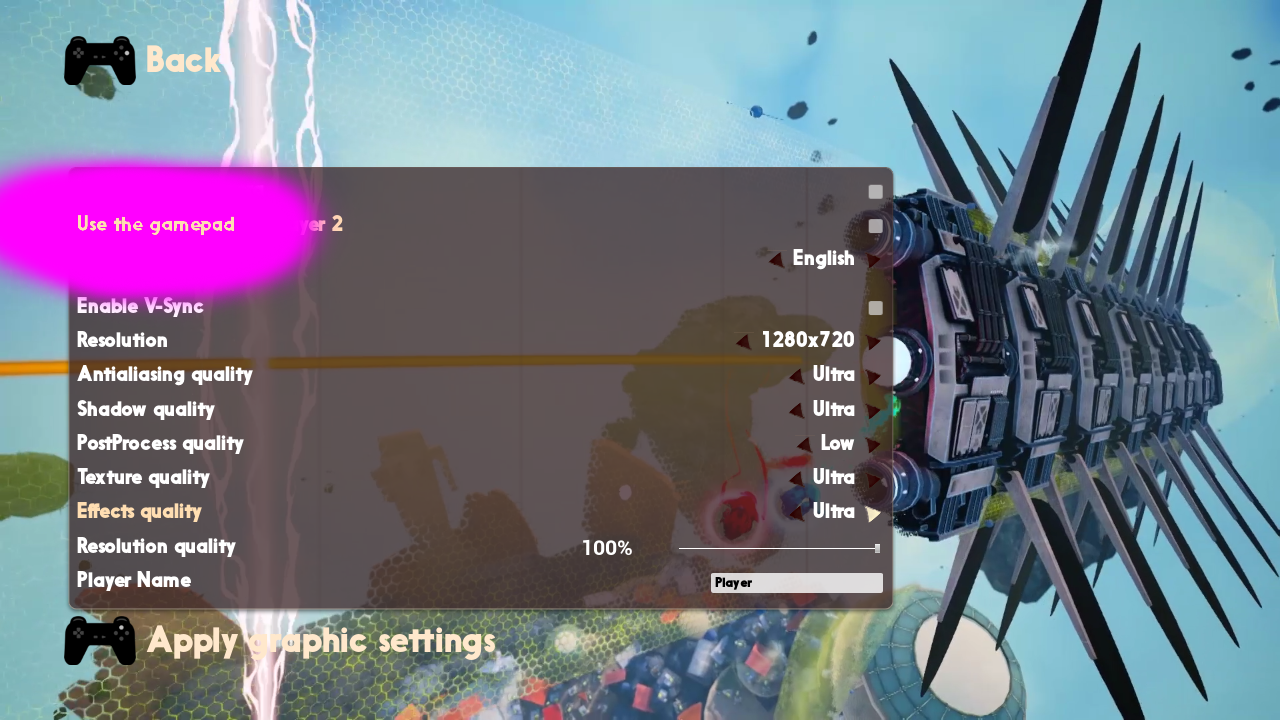 Back
Use the gamepad yer 2
English
Enable V-Sync
Resolution 1280x720
Antialiasing quality Ultra
Shadow quality Ultra
PostProcess quality Low
Texture quality Ultra
Effects quality Ultra
Resolution quality 100%
Player Name Player
Apply graphic settings